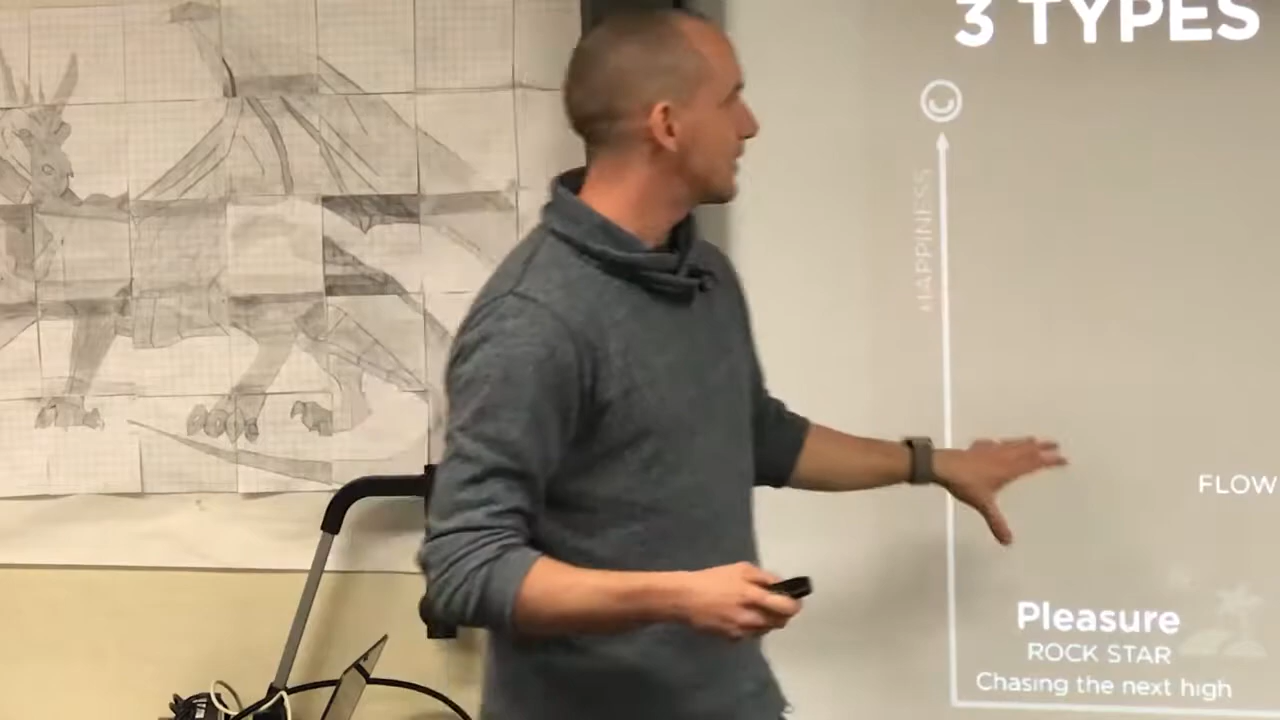 3 TYPES
HAPPINESS
FLOW
Pleasure
ROCK STAR
Chasing the next high